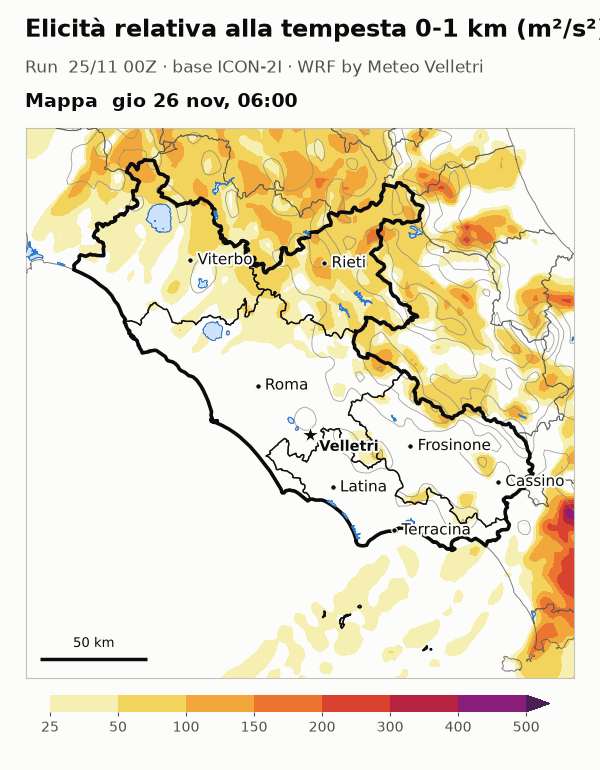 Elicità relativa alla tempesta 0-1 km (m²/s²)
Run 25/11 00Z · base ICON-2I · WRF by Meteo Velletri
Mappa gio 26 nov, 06:00
Viterbo
Rieti
Roma
Velletri
Frosinone
Cassino
Latina
Terracina
50 km
25 50 100 150 200 300 400 500